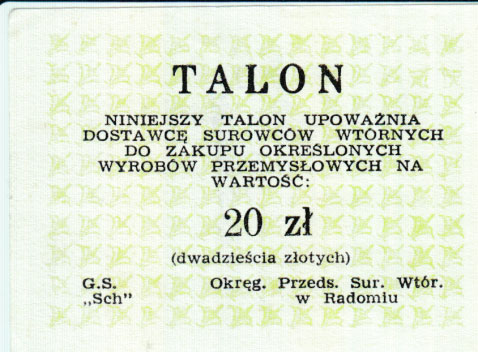 TALON
NINIEJSZY TALON UPOWAŻNIA
DOSTAWCĘ SUROWCÓW WTÓRNYCH
DO ZAKUPU OKREŚLONYCH
WYROBÓW PRZEMYSŁOWYCH NA
WARTOŚĆ:
20 zł
(dwadzieścia złotych)
G.S.
„Sch”
Okręg. Przeds. Sur. Wtór.
w Radomiu